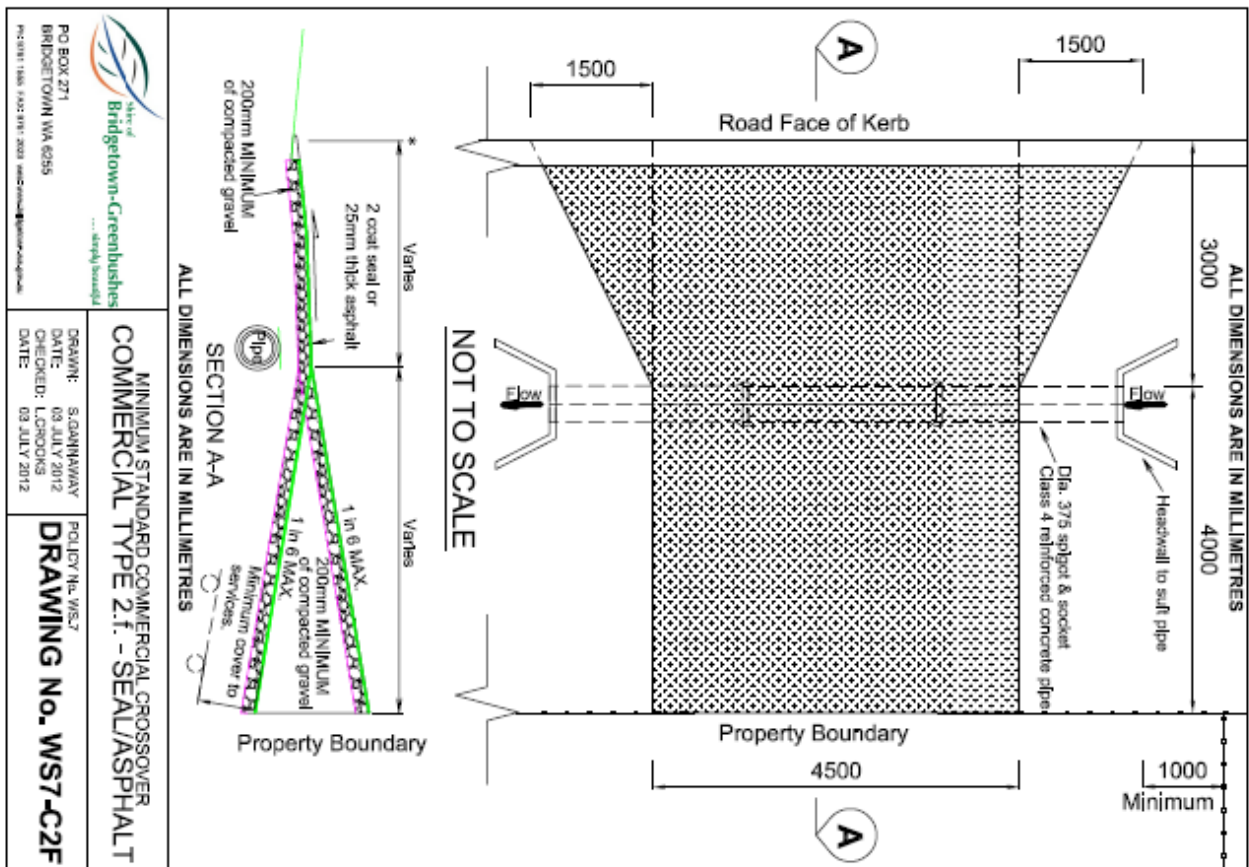 1500
A
1500
Road Face of Kerb
3000
ALL DIMENSIONS ARE IN MILLIMETRES
Flow
Flow
Headwall to suit pipe
Dia. 375 spigot & socket
Class 4 reinforced concrete pipe
4000
NOT TO SCALE
Property Boundary
4500
1000
Minimum
A
*
Varies
200mm MINIMUM
of compacted gravel
2 coat seal or
25mm thick asphalt
Pipe
SECTION A-A
Varies
1 in 6 MAX.
200mm MINIMUM
of compacted gravel
1 in 6 MAX.
Minimum cover to
services.
Property Boundary
ALL DIMENSIONS ARE IN MILLIMETRES
Shire of
Bridgetown-Greenbushes
.... simply beautiful
PO BOX 271
BRIDGETOWN WA 6255
MINIMUM STANDARD COMMERCIAL CROSSOVER
COMMERCIAL TYPE 2.f. - SEAL/ASPHALT
DRAWN: S.GANNAWAY
DATE: 03 JULY 2012
CHECKED: L.CROOKS
DATE: 03 JULY 2012
POLICY No. WS.7
DRAWING No. WS7-C2F